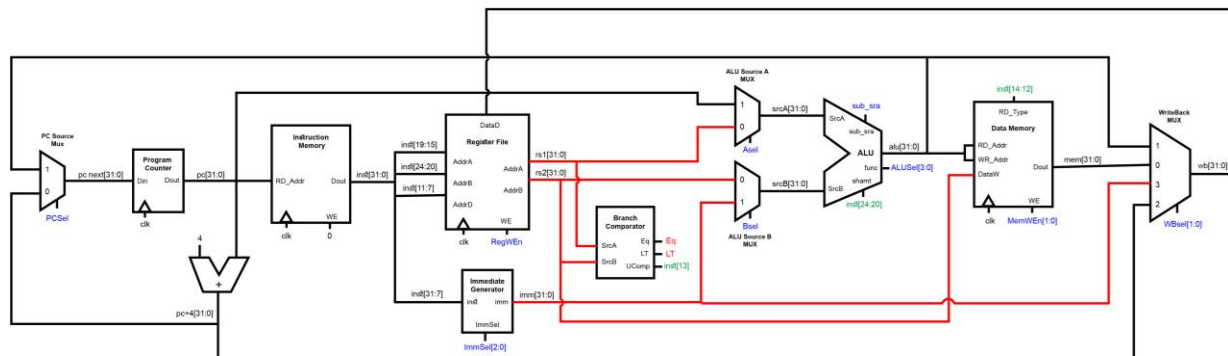 PC Source
Mux
1
0
PCSel
pc next[31:0]
Program
Counter
Din
Dout
clk
pc[31:0]
4
+
pc+4[31:0]
Instruction
Memory
RD_Addr
Dout
WE
clk
0
inst[31:0]
inst[19:15]
inst[24:20]
inst[11:7]
inst[31:7]
DataD
Register File
AddrA
AddrB
AddrD
AddrA
AddrB
WE
clk
RegWEn
rs1[31:0]
rs2[31:0]
Immediate
Generator
inst
imm
ImmSel
ImmSel[2:0]
imm[31:0]
Branch
Comparator
SrcA
SrcB
Eq
LT
UComp
Eq
LT
inst[13]
ALU Source A
MUX
1
0
Asel
srcA[31:0]
0
1
Bsel
ALU Source B
MUX
srcB[31:0]
sub_sra
SrcA
sub_sra
ALU
func
SrcB
shamt
ALUSel[3:0]
inst[24:20]
alu[31:0]
inst[14:12]
RD_Type
Data Memory
RD_Addr
WR_Addr
DataW
Dout
WE
clk
MemWEn[1:0]
mem[31:0]
WriteBack
MUX
1
0
3
2
WBsel[1:0]
wb[31:0]